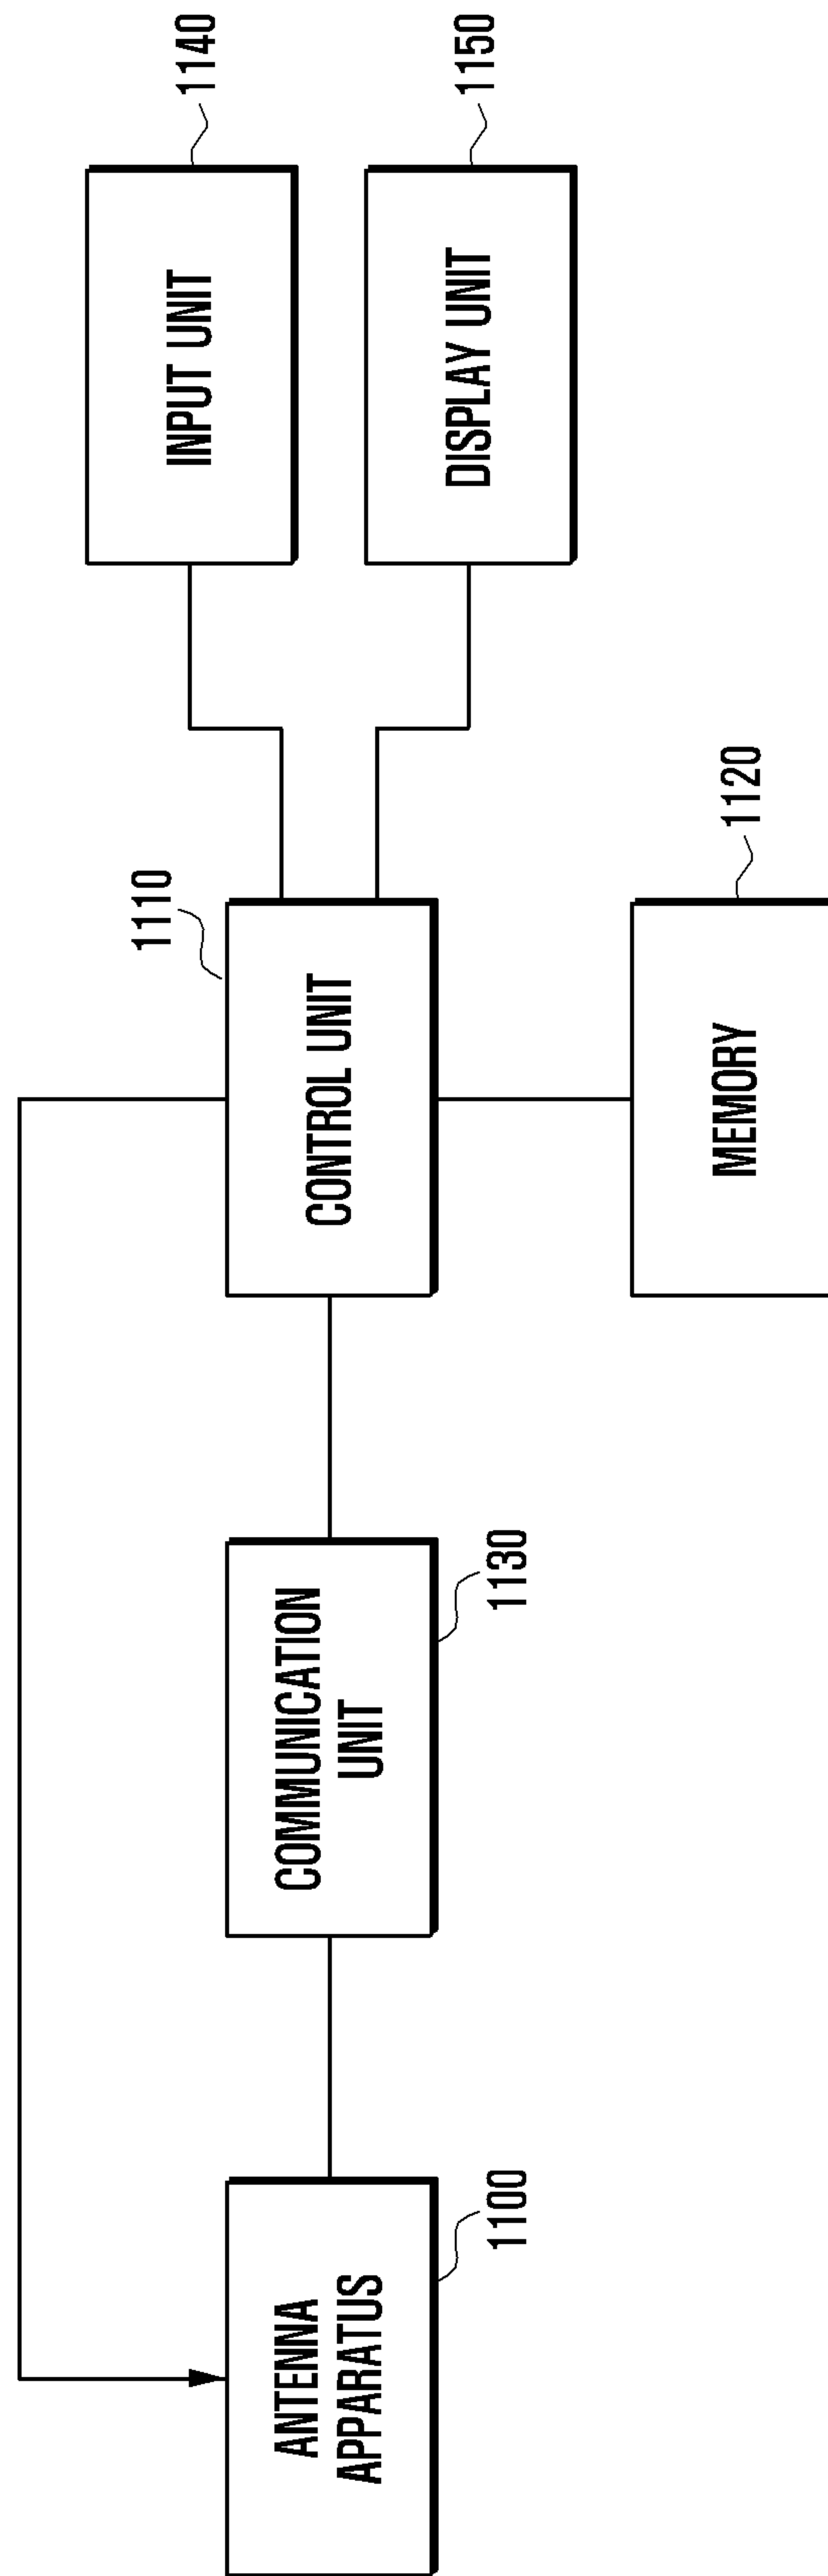 1110
1140
ANTENNA
APPARATUS
1100
COMMUNICATION
UNIT
1130
CONTROL UNIT
INPUT UNIT
DISPLAY UNIT
1150
MEMORY
1120